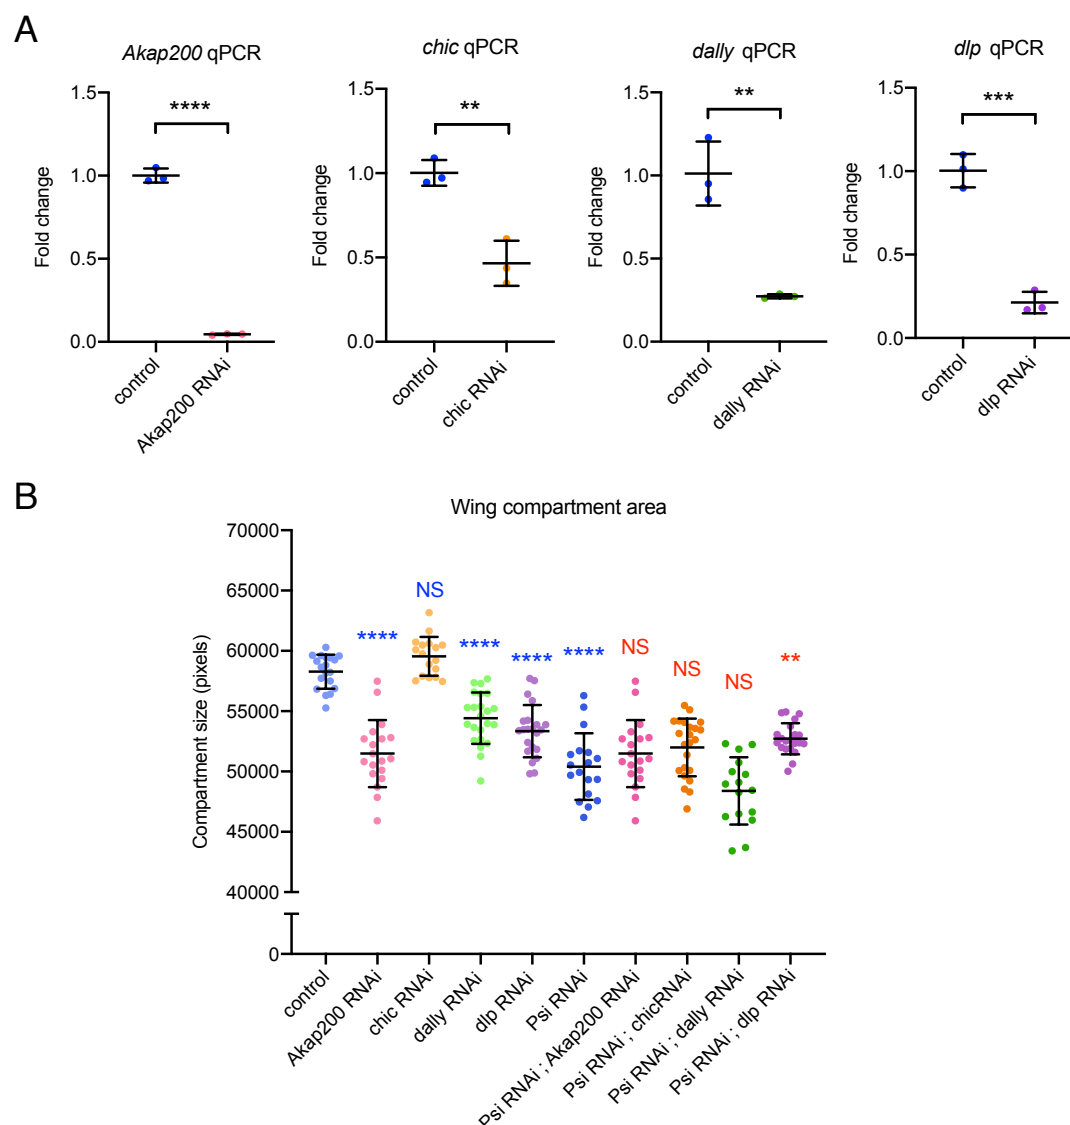 A
Akap200 qPCR
chic qPCR
dally qPCR
dlp qPCR
Fold change
1.5
1.0
0.5
0.0
****
control
Akap200 RNAi
Fold change
1.5
1.0
0.5
0.0
**
control
chic RNAi
Fold change
1.5
1.0
0.5
0.0
**
control
dally RNAi
Fold change
1.5
1.0
0.5
0.0
***
control
dlp RNAi
B
Wing compartment area
Compartment size (pixels)
70000
65000
60000
55000
50000
45000
40000
0
****
NS
****
****
****
NS
NS
NS
**
control
Akap200 RNAi
chic RNAi
dally RNAi
dlp RNAi
Psi RNAi
Psi RNAi ; Akap200 RNAi
Psi RNAi ; chicRNAi
Psi RNAi ; dally RNAi
Psi RNAi ; dlp RNAi